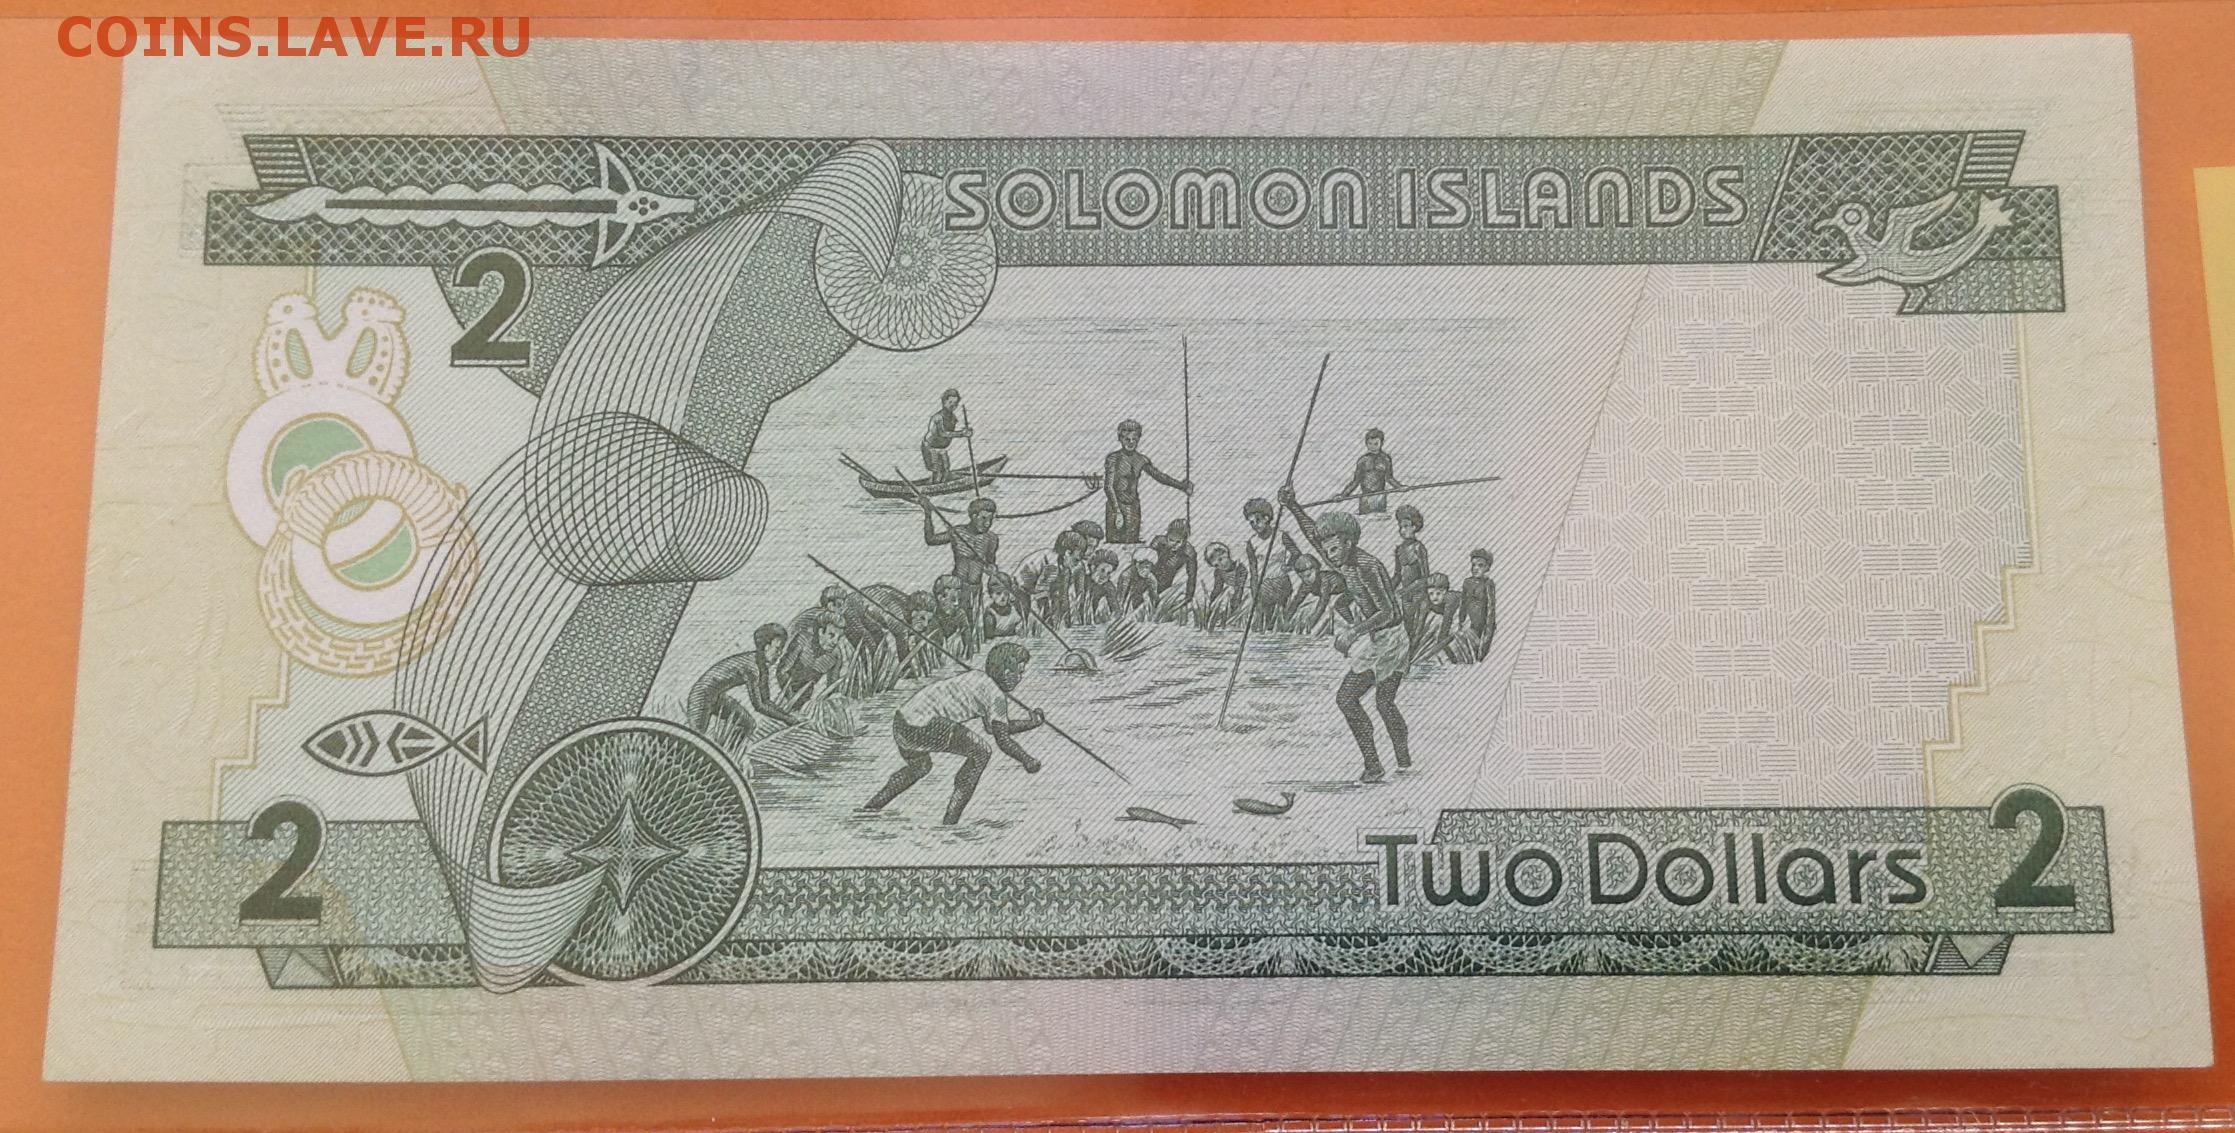 COINS.LAVE.RU
SOLOMON ISLANDS
2
2
Two Dollars
2